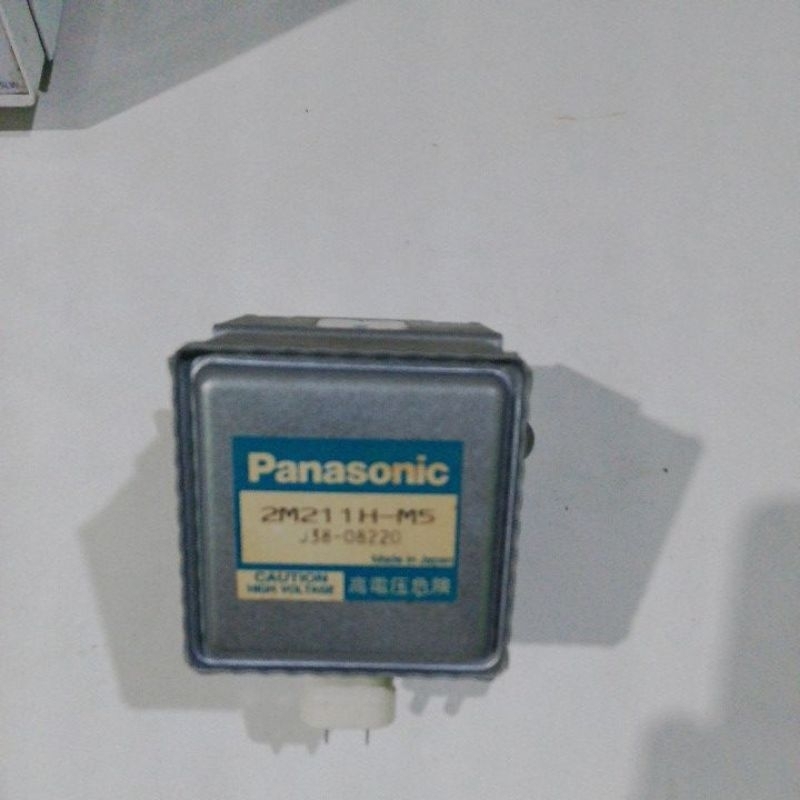 Panasonic
2M211H-M5
J38-08220
Made in Japan
CAUTION
HIGH VOLTAGE
高電圧危険